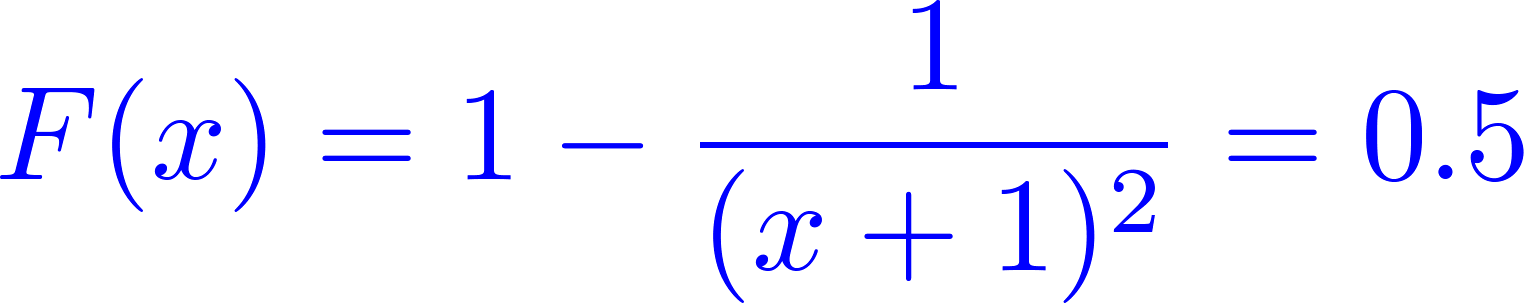 F(x) = 1 − 1/(x + 1)² = 0.5